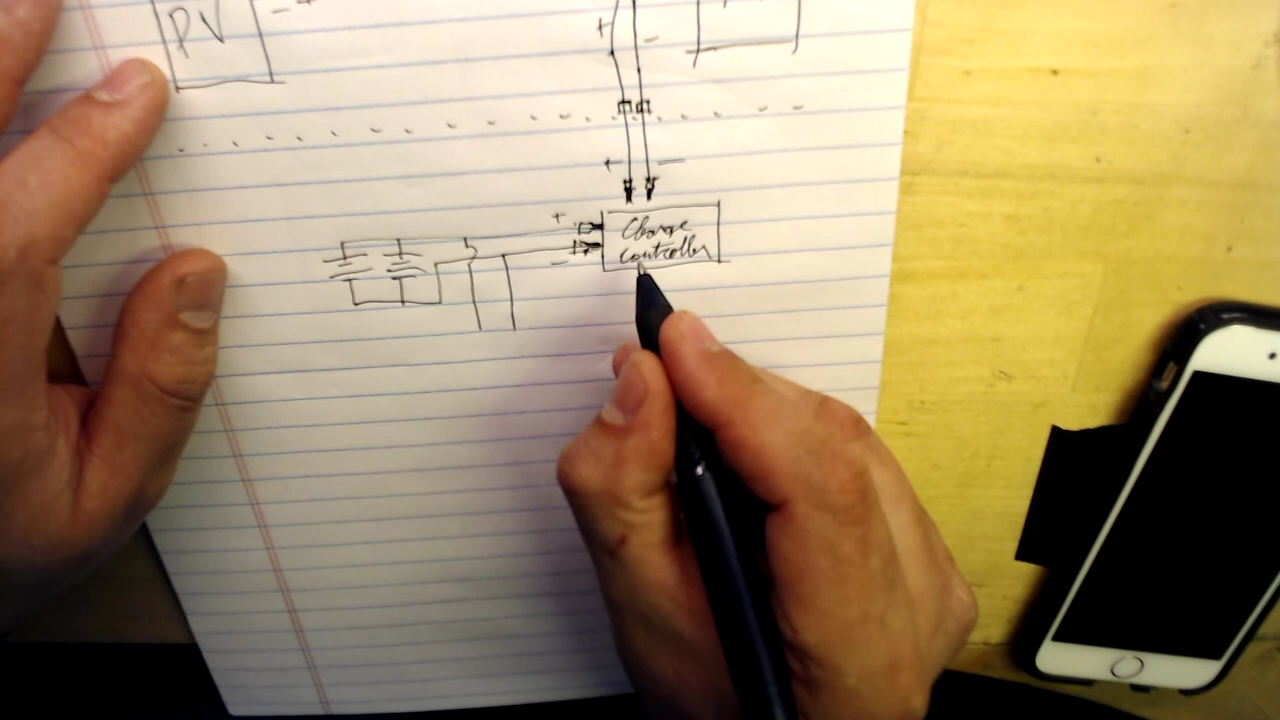 PV
- +
+ -
+ -
Charge
+
Controller
-